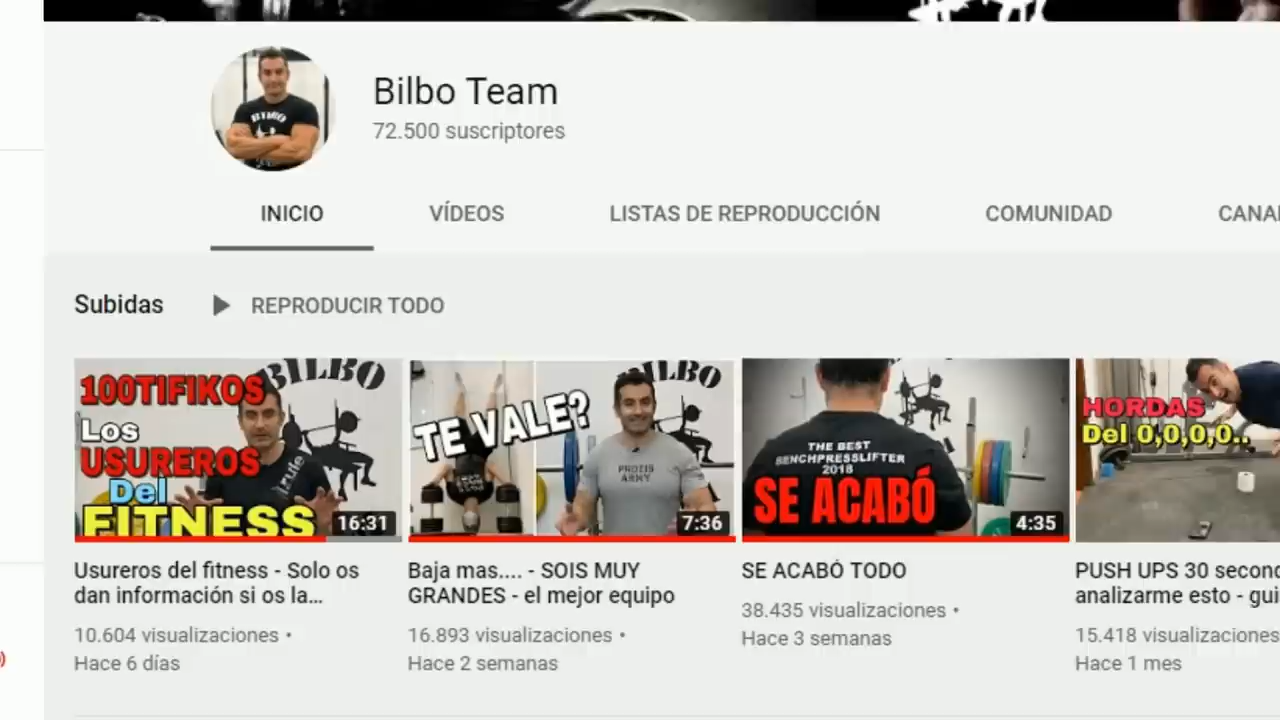 Bilbo Team
72.500 suscriptores
INICIO
VÍDEOS
LISTAS DE REPRODUCCIÓN
COMUNIDAD
Subidas
REPRODUCIR TODO
BILBO
100TIFIKOS
Los
USUREROS
Del
FITNESS
16:31
BILBO
TE VALE?
PROZIS
ARMY
7:36
THE BEST
BENCHPRESSLIFTER
2018
SE ACABÓ
4:35
HORDAS
Del 0,0,0,0..
Usureros del fitness - Solo os
dan información si os la...
10.604 visualizaciones •
Hace 6 días
Baja mas.... - SOIS MUY
GRANDES - el mejor equipo
16.893 visualizaciones •
Hace 2 semanas
SE ACABÓ TODO
38.435 visualizaciones •
Hace 3 semanas
PUSH UPS 30
analizarme esto -
15.418 visualizaciones
Hace 1 mes